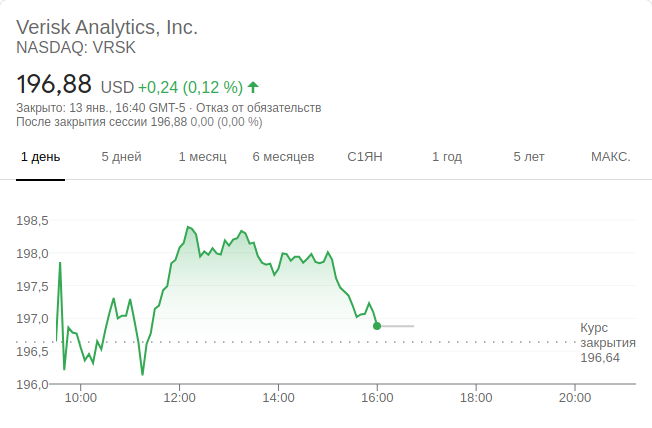 Verisk Analytics, Inc.
NASDAQ: VRSK
196,88 USD +0,24 (0,12 %)
Закрыто: 13 янв., 16:40 GMT-5 · Отказ от обязательств
После закрытия сессии 196,88 0,00 (0,00 %)
1 день 5 дней 1 месяц 6 месяцев С1ЯН 1 год 5 лет МАКС.
198,5
198,0
197,5
197,0
196,5
196,0
Курс
закрытия
196,64
10:00 12:00 14:00 16:00 18:00 20:00